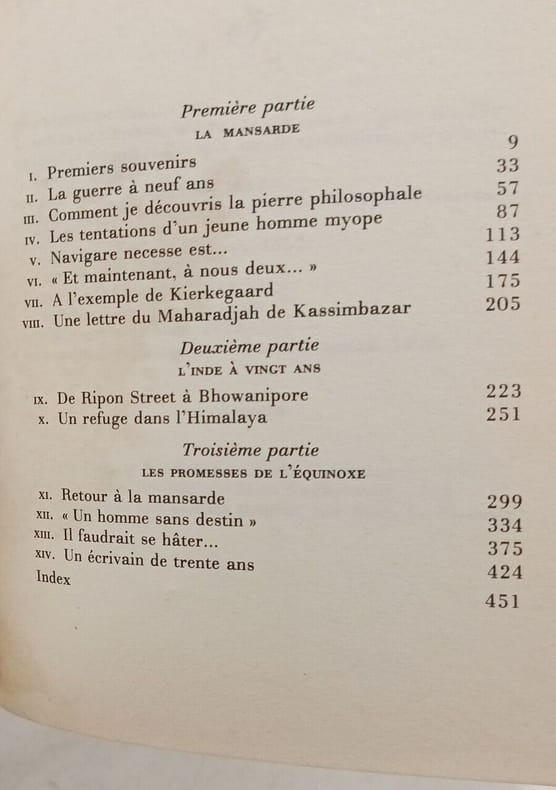 Première partie
LA MANSARDE
I. Premiers souvenirs 9
II. La guerre à neuf ans 33
III. Comment je découvris la pierre philosophale 57
IV. Les tentations d'un jeune homme myope 87
V. Navigare necesse est... 113
VI. « Et maintenant, à nous deux... » 144
VII. A l'exemple de Kierkegaard 175
VIII. Une lettre du Maharadjah de Kassimbazar 205
Deuxième partie
L'INDE À VINGT ANS
IX. De Ripon Street à Bhowanipore 223
X. Un refuge dans l'Himalaya 251
Troisième partie
LES PROMESSES DE L'ÉQUINOXE
XI. Retour à la mansarde 299
XII. « Un homme sans destin » 334
XIII. Il faudrait se hâter... 375
XIV. Un écrivain de trente ans 424
Index 451